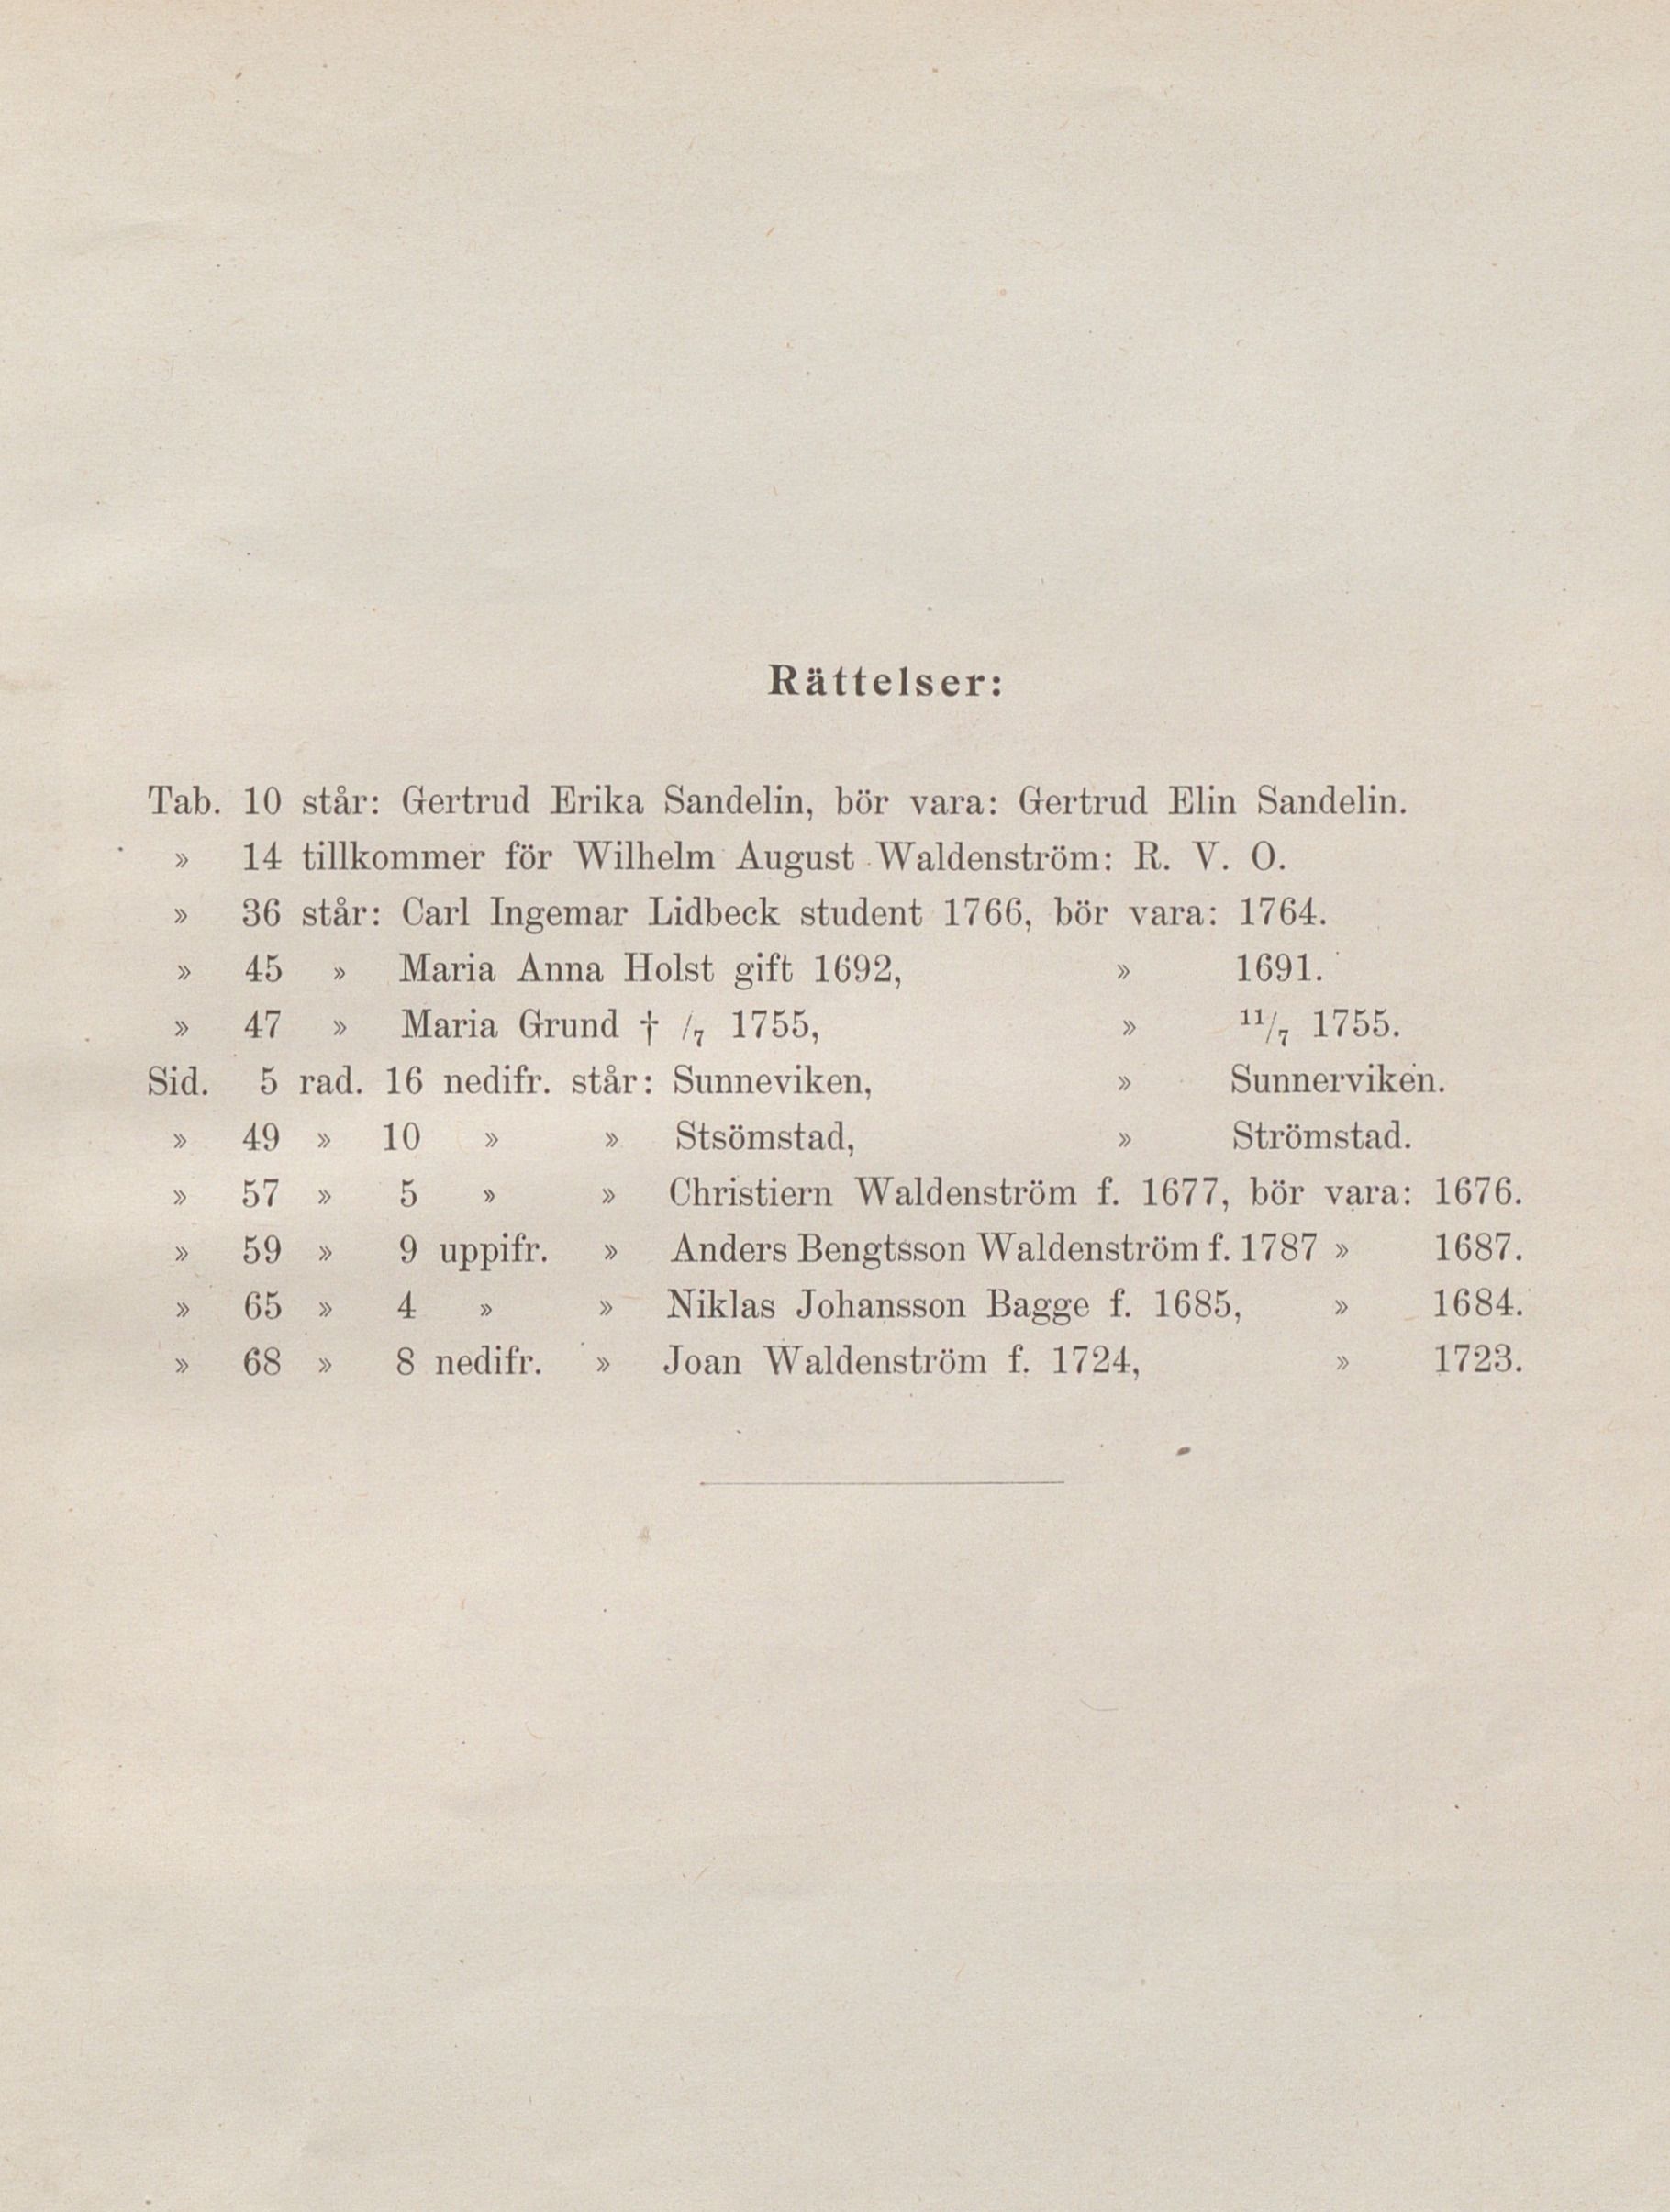 Rättelser:
Tab. 10 står: Gertrud Erika Sandelin, bör vara: Gertrud Elin Sandelin.
» 14 tillkommer för Wilhelm August Waldenström: R. V. O.
» 36 står: Carl Ingemar Lidbeck student 1766, bör vara: 1764.
» 45 » Maria Anna Holst gift 1692, » 1691.
» 47 » Maria Grund † /7 1755, » 11/7 1755.
Sid. 5 rad. 16 nedifr. står: Sunneviken, » Sunnerviken.
» 49 » 10 » » Stsömstad, » Strömstad.
» 57 » 5 » » Christiern Waldenström f. 1677, bör vara: 1676.
» 59 » 9 uppifr. » Anders Bengtsson Waldenström f. 1787 » 1687.
» 65 » 4 » » Niklas Johansson Bagge f. 1685, » 1684.
» 68 » 8 nedifr. » Joan Waldenström f. 1724, » 1723.